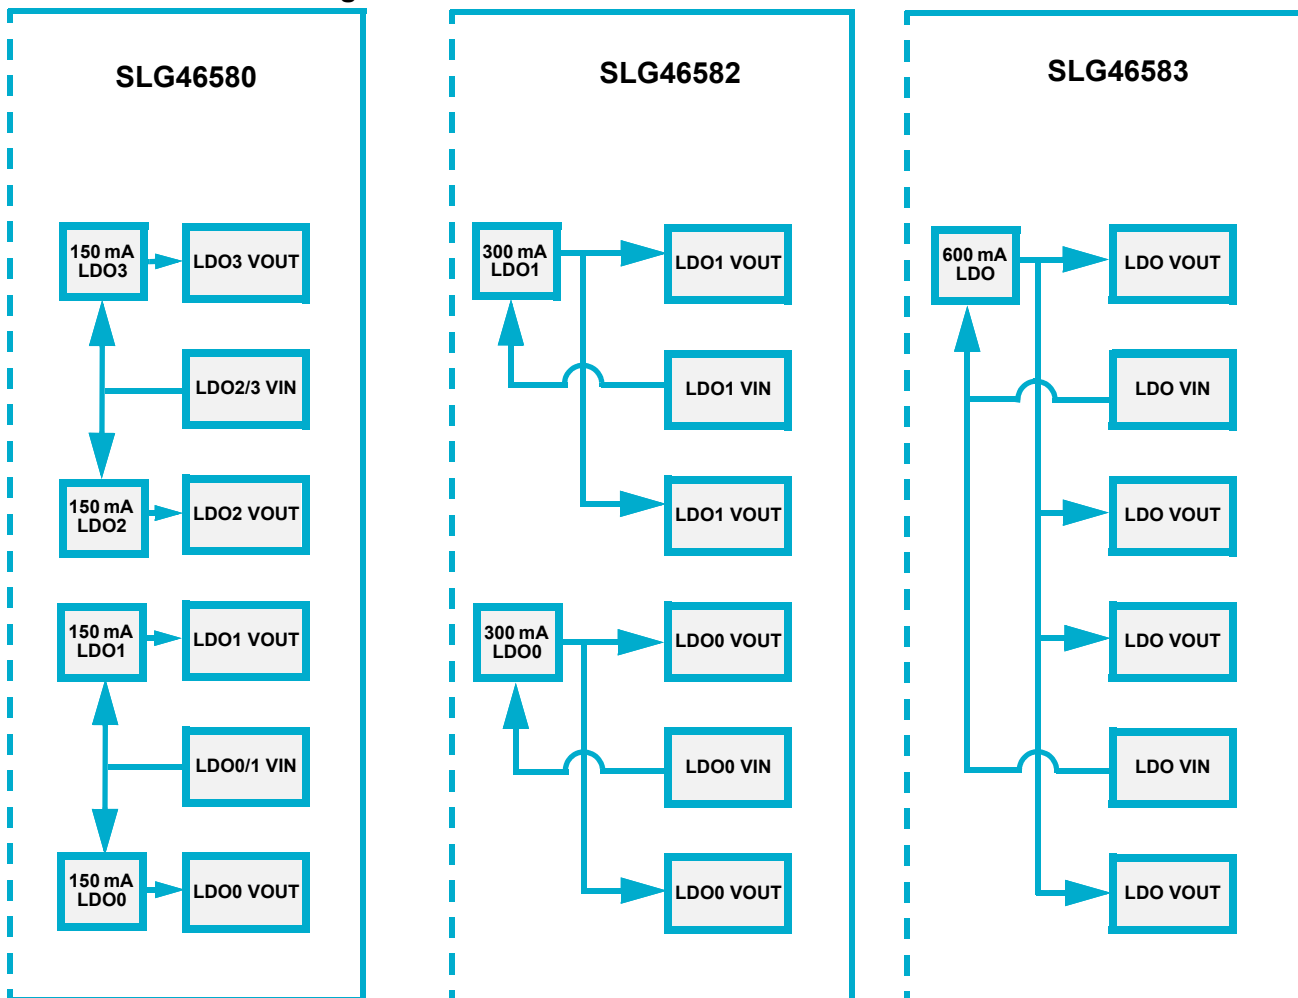 SLG46580
150 mA
LDO3
LDO3 VOUT
LDO2/3 VIN
150 mA
LDO2
LDO2 VOUT
150 mA
LDO1
LDO1 VOUT
LDO0/1 VIN
150 mA
LDO0
LDO0 VOUT
SLG46582
300 mA
LDO1
LDO1 VOUT
LDO1 VIN
LDO1 VOUT
300 mA
LDO0
LDO0 VOUT
LDO0 VIN
LDO0 VOUT
SLG46583
600 mA
LDO
LDO VOUT
LDO VIN
LDO VOUT
LDO VOUT
LDO VIN
LDO VOUT